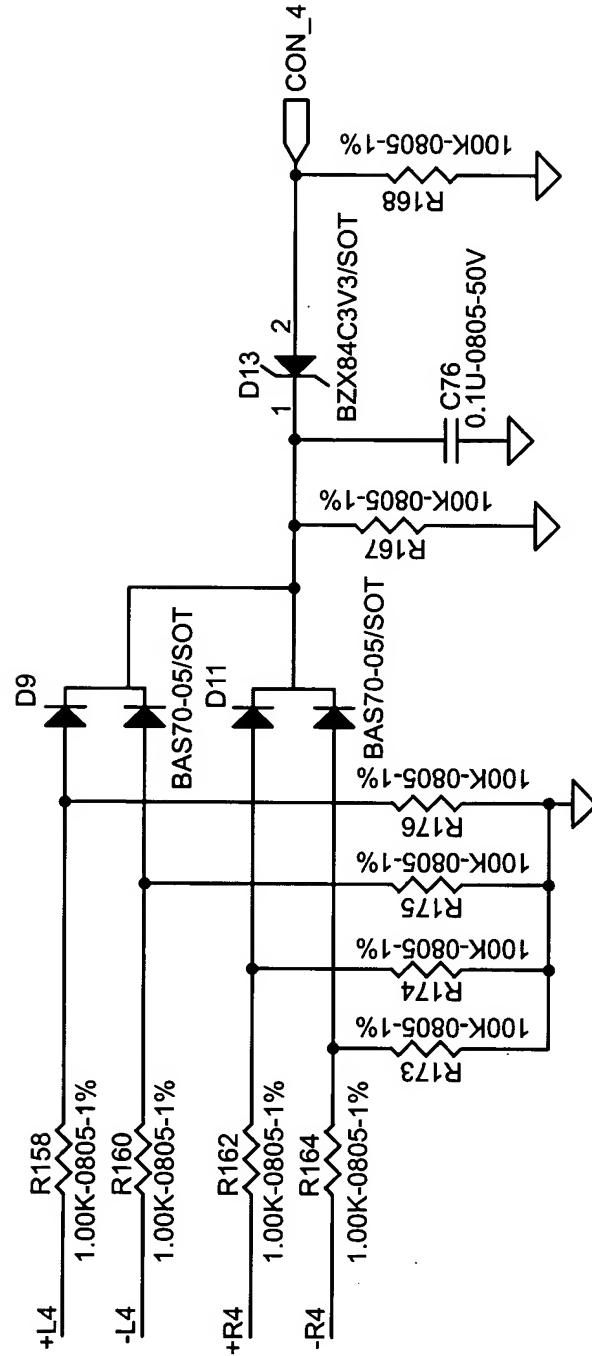 +L4
R158
1.00K-0805-1%
-L4
R160
1.00K-0805-1%
+R4
R162
1.00K-0805-1%
-R4
R164
1.00K-0805-1%
R173
100K-0805-1%
R174
100K-0805-1%
R175
100K-0805-1%
R176
100K-0805-1%
D9
BAS70-05/SOT
D11
BAS70-05/SOT
R167
100K-0805-1%
C76
0.1U-0805-50V
D13
1
2
BZX84C3V3/SOT
R168
100K-0805-1%
CON_4